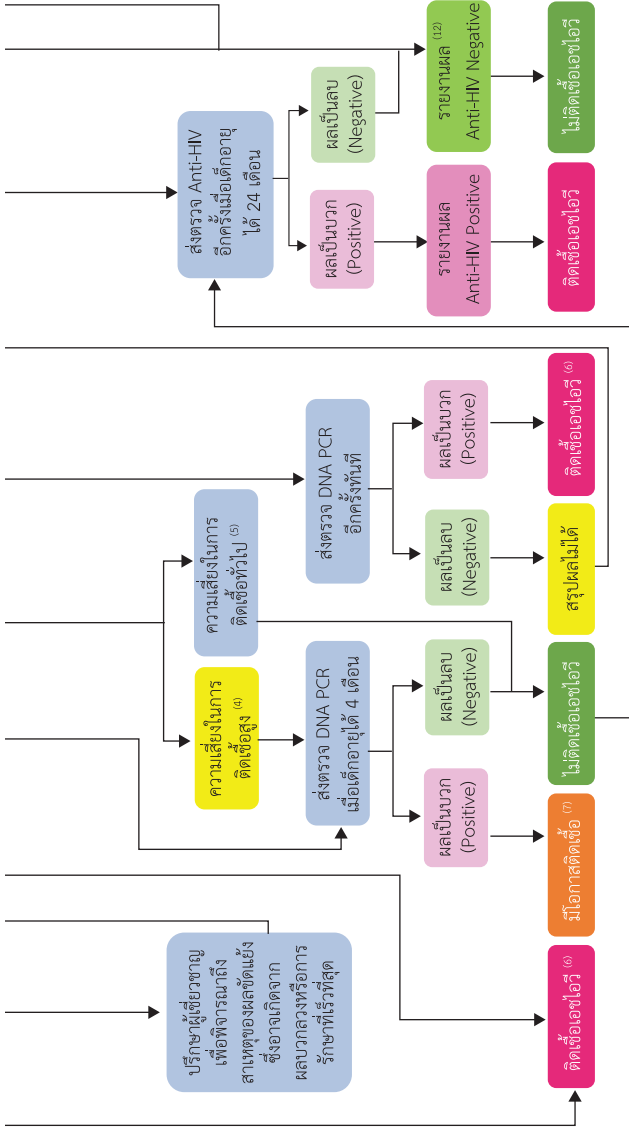 ปรึกษาผู้เชี่ยวชาญ
เพื่อพิจารณาถึง
สาเหตุของผลขัดแย้ง
ซึ่งอาจเกิดจาก
ผลบวกลวงหรือการ
รักษาที่เร็วที่สุด
ติดเชื้อเอชไอวี (6)
ความเสี่ยงในการ
ติดเชื้อสูง (4)
ความเสี่ยงในการ
ติดเชื้อทั่วไป (5)
ส่งตรวจ DNA PCR
เมื่อเด็กอายุได้ 4 เดือน
ผลเป็นบวก
(Positive)
ผลเป็นลบ
(Negative)
มีโอกาสติดเชื้อ (7)
ไม่ติดเชื้อเอชไอวี
ส่งตรวจ DNA PCR
อีกครั้งทันที
ผลเป็นลบ
(Negative)
ผลเป็นบวก
(Positive)
สรุปผลไม่ได้
ติดเชื้อเอชไอวี (6)
ส่งตรวจ Anti-HIV
อีกครั้งเมื่อเด็กอายุ
ได้ 24 เดือน
ผลเป็นบวก
(Positive)
ผลเป็นลบ
(Negative)
รายงานผล
Anti-HIV Positive
รายงานผล (12)
Anti-HIV Negative
ติดเชื้อเอชไอวี
ไม่ติดเชื้อเอชไอวี